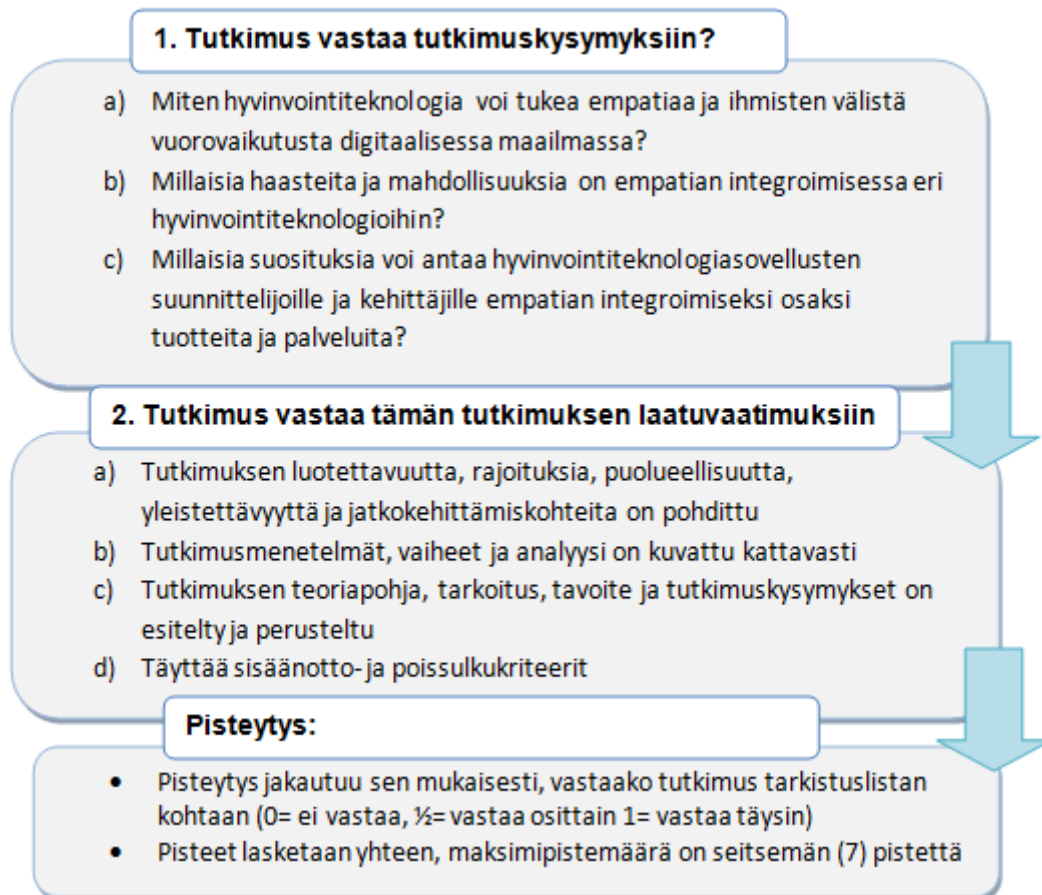 1. Tutkimus vastaa tutkimuskysymyksiin?
a) Miten hyvinvointiteknologia voi tukea empatiaa ja ihmisten välistä
vuorovaikutusta digitaalisessa maailmassa?
b) Millaisia haasteita ja mahdollisuuksia on empatian integroimisessa eri
hyvinvointiteknologioihin?
c) Millaisia suosituksia voi antaa hyvinvointiteknologiasovellusten
suunnittelijoille ja kehittäjille empatian integroimiseksi osaksi
tuotteita ja palveluita?
2. Tutkimus vastaa tämän tutkimuksen laatuvaatimuksiin
a) Tutkimuksen luotettavuutta, rajoituksia, puolueellisuutta,
yleistettävyyttä ja jatkokehittämiskohteita on pohdittu
b) Tutkimusmenetelmät, vaiheet ja analyysi on kuvattu kattavasti
c) Tutkimuksen teoriapohja, tarkoitus, tavoite ja tutkimuskysymykset on
esitelty ja perusteltu
d) Täyttää sisäänotto- ja poissulkukriteerit
Pisteytys:
• Pisteytys jakautuu sen mukaisesti, vastaako tutkimus tarkistuslistan
kohtaan (0= ei vastaa, ½= vastaa osittain 1= vastaa täysin)
• Pisteet lasketaan yhteen, maksimipistemäärä on seitsemän (7) pistettä